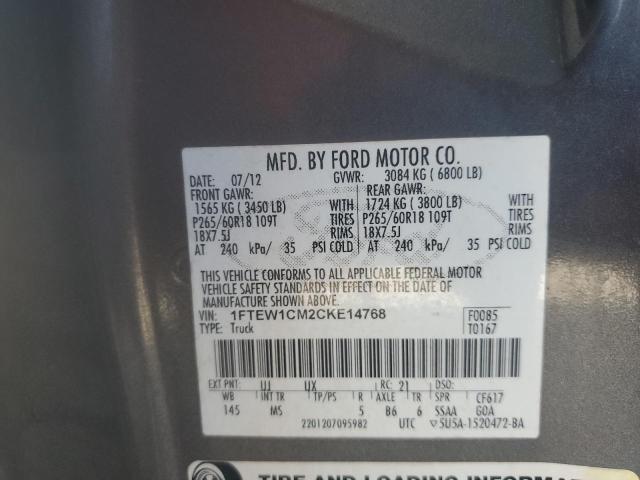 MFD. BY FORD MOTOR CO.
DATE: 07/12 GVWR: 3084 KG ( 6800 LB)
FRONT GAWR: REAR GAWR:
1565 KG ( 3450 LB) WITH 1724 KG ( 3800 LB) WITH
P265/60R18 109T TIRES P265/60R18 109T TIRES
18X7.5J RIMS 18X7.5J RIMS
AT 240 kPa/ 35 PSI COLD AT 240 kPa/ 35 PSI COLD
THIS VEHICLE CONFORMS TO ALL APPLICABLE FEDERAL MOTOR
VEHICLE SAFETY STANDARDS IN EFFECT ON THE DATE OF
MANUFACTURE SHOWN ABOVE.
VIN: 1FTEW1CM2CKE14768 F0085
TYPE: Truck T0167
EXT PNT: UJ UX RC: 21 DSO:
WB INT TR TP/PS R AXLE TR SPR CF617
145 MS 5 B6 6 SSAA GOA
2201207095982 UTC ▽5U5A-1520472-BA
TIRE AND LOADING INFORMA